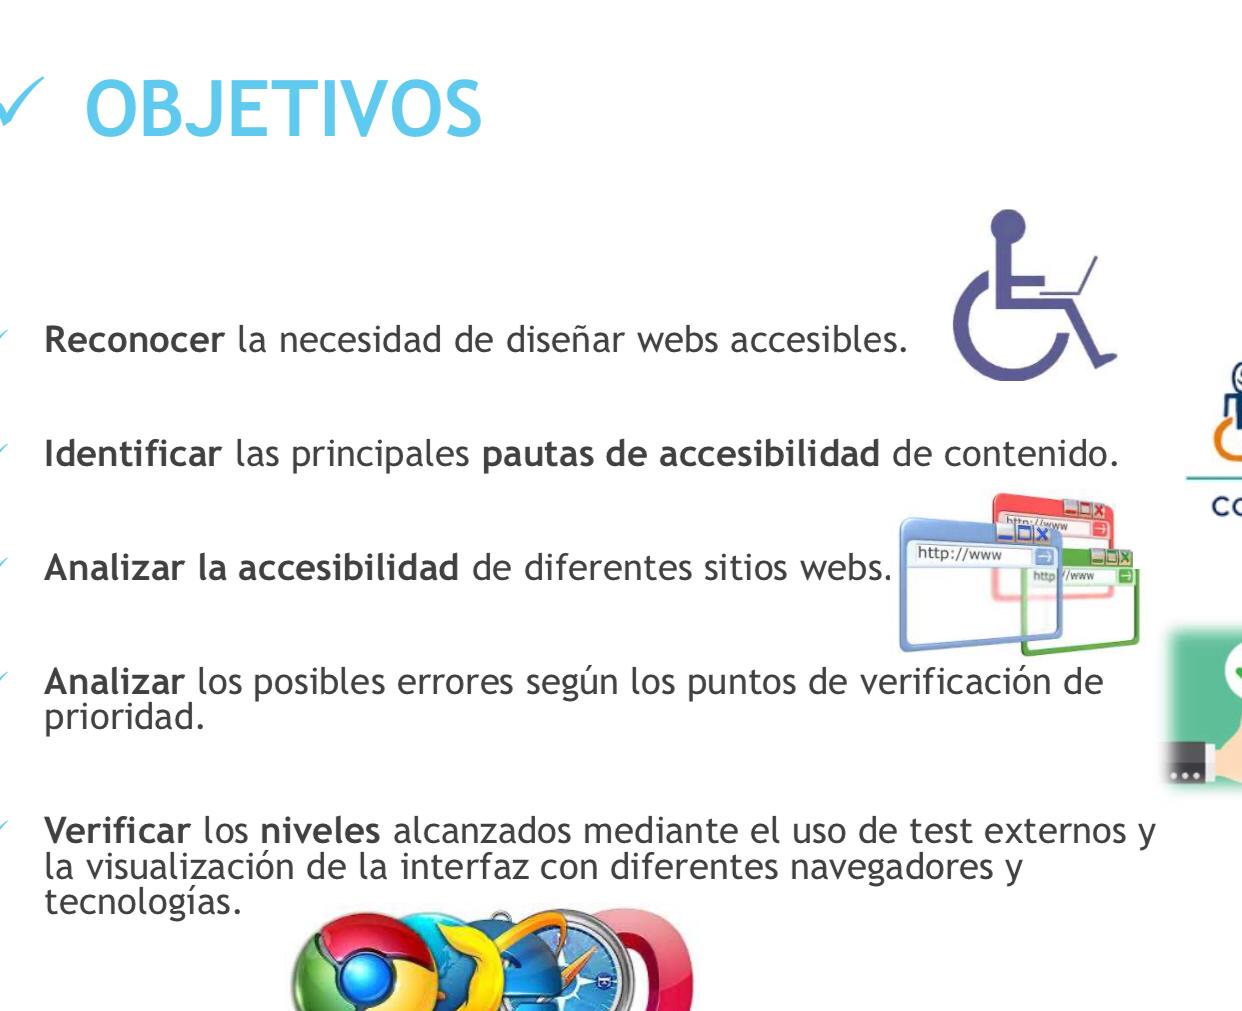 OBJETIVOS
Reconocer la necesidad de diseñar webs accesibles.
Identificar las principales pautas de accesibilidad de contenido.
CO
http://www
http://www
http://www
Analizar la accesibilidad de diferentes sitios webs.
Analizar los posibles errores según los puntos de verificación de
prioridad.
Verificar los niveles alcanzados mediante el uso de test externos y
la visualización de la interfaz con diferentes navegadores y
tecnologías.